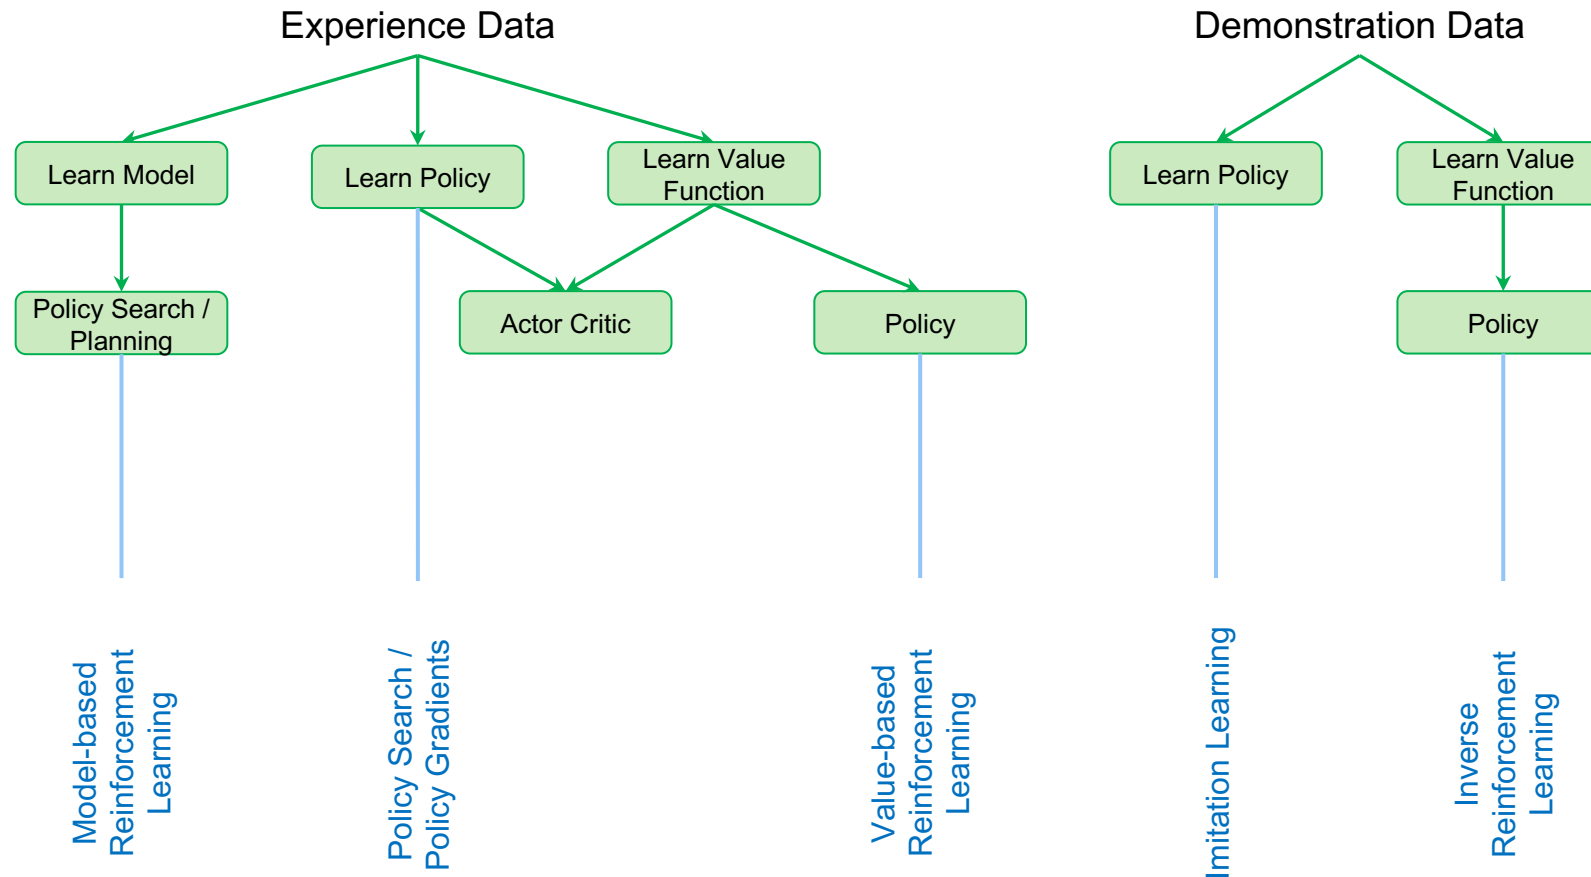 Experience Data
Demonstration Data
Learn Model
Learn Policy
Learn Value
Function
Learn Policy
Learn Value
Function
Policy Search /
Planning
Actor Critic
Policy
Policy
Model-based
Reinforcement
Learning
Policy Search /
Policy Gradients
Value-based
Reinforcement
Learning
Imitation Learning
Inverse
Reinforcement
Learning